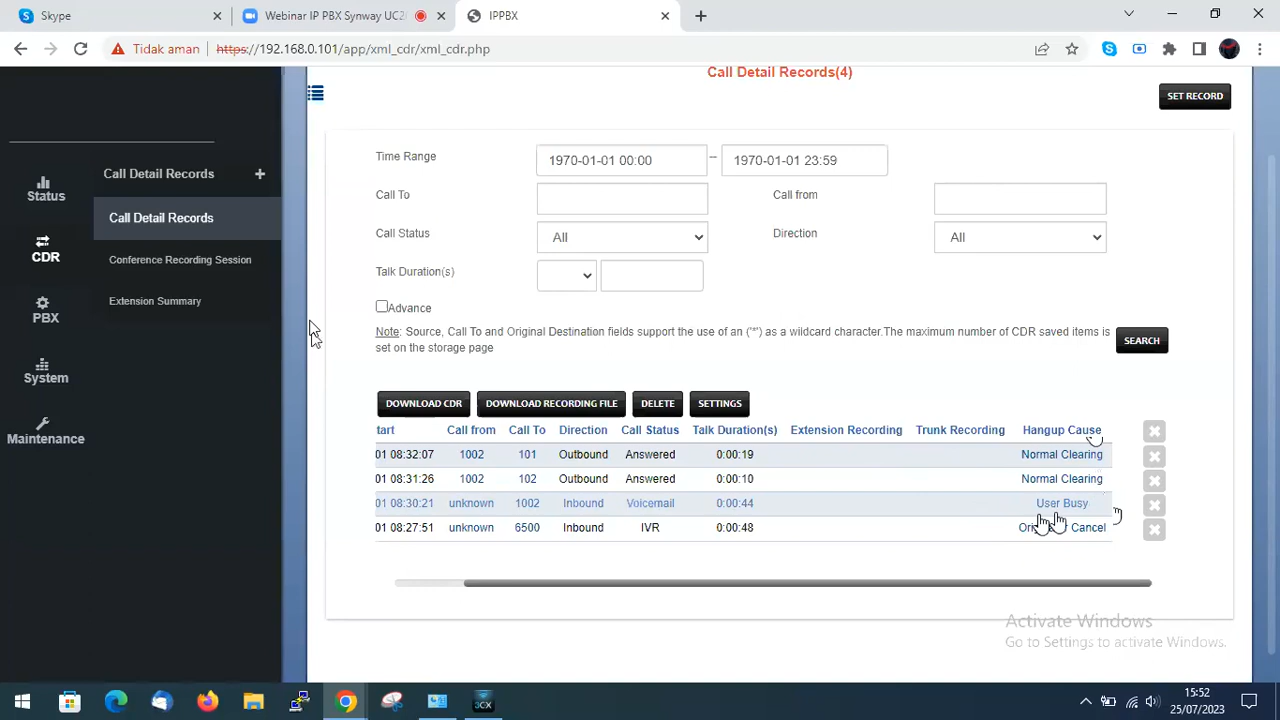 Skype
Webinar IP PBX Synway UC2
IPPBX
Tidak aman
https://192.168.0.101/app/xml_cdr/xml_cdr.php
Call Detail Records(4)
SET RECORD
Status
CDR
PBX
System
Maintenance
Call Detail Records +
Call Detail Records
Conference Recording Session
Extension Summary
Time Range 1970-01-01 00:00 -- 1970-01-01 23:59
Call To Call from
Call Status All Direction All
Talk Duration(s)
Advance
Note: Source, Call To and Original Destination fields support the use of an ('*') as a wildcard character.The maximum number of CDR saved items is
set on the storage page
SEARCH
DOWNLOAD CDR DOWNLOAD RECORDING FILE DELETE SETTINGS
tart Call from Call To Direction Call Status Talk Duration(s) Extension Recording Trunk Recording Hangup Cause
01 08:32:07 1002 101 Outbound Answered 0:00:19 Normal Clearing
01 08:31:26 1002 102 Outbound Answered 0:00:10 Normal Clearing
01 08:30:21 unknown 1002 Inbound Voicemail 0:00:44 User Busy
01 08:27:51 unknown 6500 Inbound IVR 0:00:48 Cancel
Activate Windows
Go to Settings to activate Windows.
3CX
15:52
25/07/2023